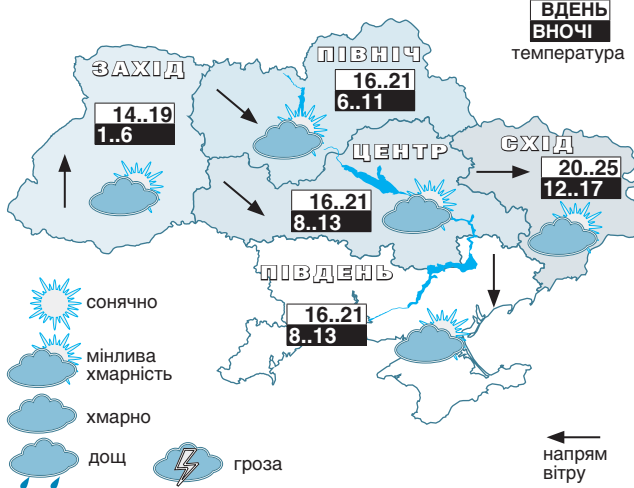 ВДЕНЬ
ВНОЧІ
температура
ЗАХІД
14..19
1..6
ПІВНІЧ
16..21
6..11
ЦЕНТР
16..21
8..13
СХІД
20..25
12..17
ПІВДЕНЬ
16..21
8..13
сонячно
мінлива
хмарність
хмарно
дощ
гроза
напрям
вітру